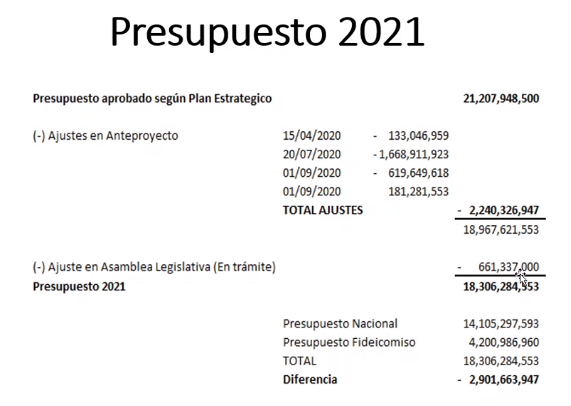 Presupuesto 2021
Presupuesto aprobado según Plan Estrategico 21,207,948,500
(-) Ajustes en Anteproyecto 15/04/2020 - 133,046,959
20/07/2020 - 1,668,911,923
01/09/2020 - 619,649,618
01/09/2020 181,281,553
TOTAL AJUSTES - 2,240,326,947
18,967,621,553
(-) Ajuste en Asamblea Legislativa (En trámite) - 661,337,000
Presupuesto 2021 18,306,284,553
Presupuesto Nacional 14,105,297,593
Presupuesto Fideicomiso 4,200,986,960
TOTAL 18,306,284,553
Diferencia - 2,901,663,947